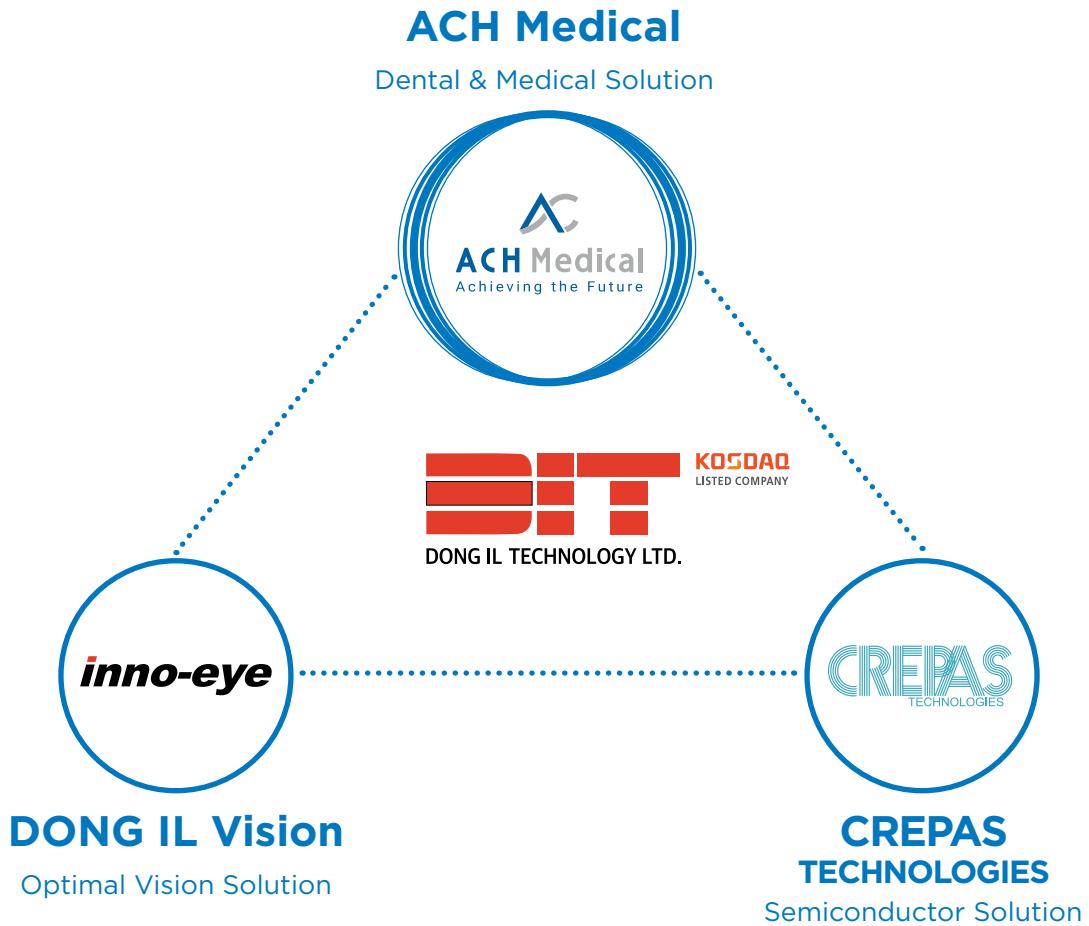 ACH Medical
Dental & Medical Solution
ACH Medical
Achieving the Future
DIT
KOSDAQ
LISTED COMPANY
DONG IL TECHNOLOGY LTD.
inno-eye
CREPAS
TECHNOLOGIES
DONG IL Vision
Optimal Vision Solution
CREPAS
TECHNOLOGIES
Semiconductor Solution